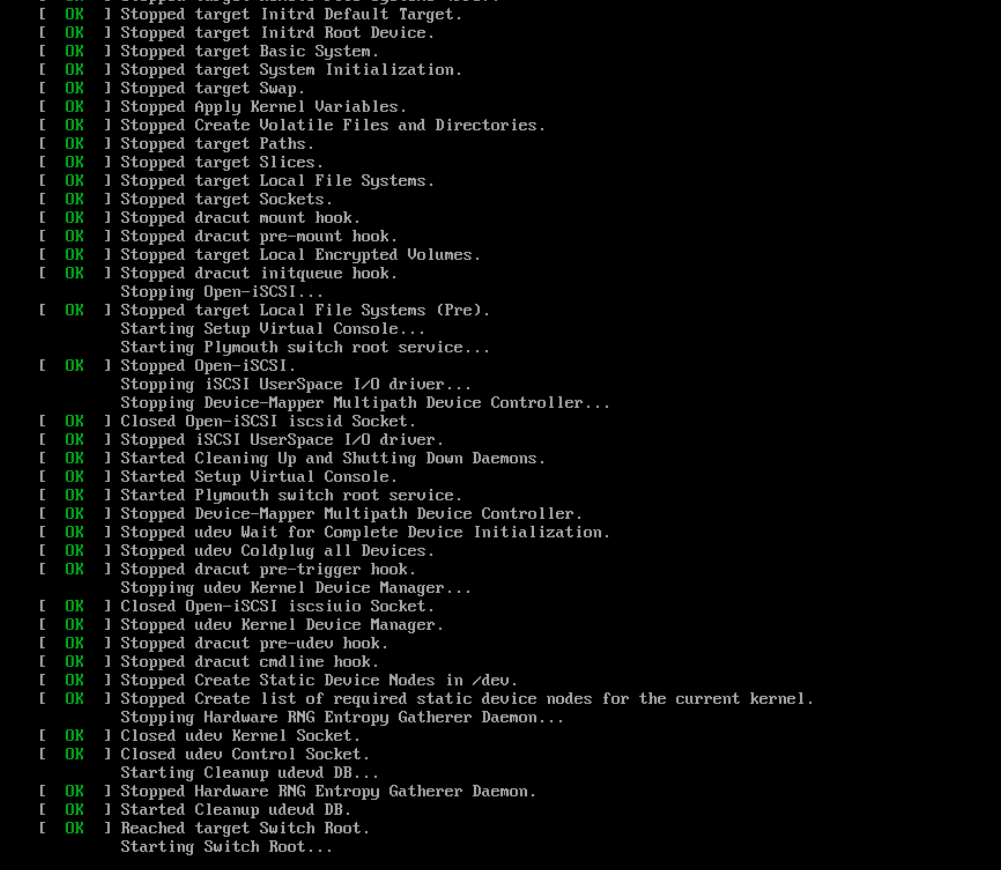 [ OK ] Stopped target Initrd Default Target.
[ OK ] Stopped target Initrd Root Device.
[ OK ] Stopped target Basic System.
[ OK ] Stopped target System Initialization.
[ OK ] Stopped target Swap.
[ OK ] Stopped Apply Kernel Variables.
[ OK ] Stopped Create Volatile Files and Directories.
[ OK ] Stopped target Paths.
[ OK ] Stopped target Slices.
[ OK ] Stopped target Local File Systems.
[ OK ] Stopped target Sockets.
[ OK ] Stopped dracut mount hook.
[ OK ] Stopped dracut pre-mount hook.
[ OK ] Stopped target Local Encrypted Volumes.
[ OK ] Stopped dracut initqueue hook.
Stopping Open-iSCSI...
[ OK ] Stopped target Local File Systems (Pre).
Starting Setup Virtual Console...
Starting Plymouth switch root service...
[ OK ] Stopped Open-iSCSI.
Stopping iSCSI UserSpace I/O driver...
Stopping Device-Mapper Multipath Device Controller...
[ OK ] Closed Open-iSCSI iscsid Socket.
[ OK ] Stopped iSCSI UserSpace I/O driver.
[ OK ] Started Cleaning Up and Shutting Down Daemons.
[ OK ] Started Setup Virtual Console.
[ OK ] Started Plymouth switch root service.
[ OK ] Stopped Device-Mapper Multipath Device Controller.
[ OK ] Stopped udev Wait for Complete Device Initialization.
[ OK ] Stopped udev Coldplug all Devices.
[ OK ] Stopped dracut pre-trigger hook.
Stopping udev Kernel Device Manager...
[ OK ] Closed Open-iSCSI iscsiuio Socket.
[ OK ] Stopped udev Kernel Device Manager.
[ OK ] Stopped dracut pre-udev hook.
[ OK ] Stopped dracut cmdline hook.
[ OK ] Stopped Create Static Device Nodes in /dev.
[ OK ] Stopped Create list of required static device nodes for the current kernel.
Stopping Hardware RNG Entropy Gatherer Daemon...
[ OK ] Closed udev Kernel Socket.
[ OK ] Closed udev Control Socket.
Starting Cleanup udevd DB...
[ OK ] Stopped Hardware RNG Entropy Gatherer Daemon.
[ OK ] Started Cleanup udevd DB.
[ OK ] Reached target Switch Root.
Starting Switch Root...